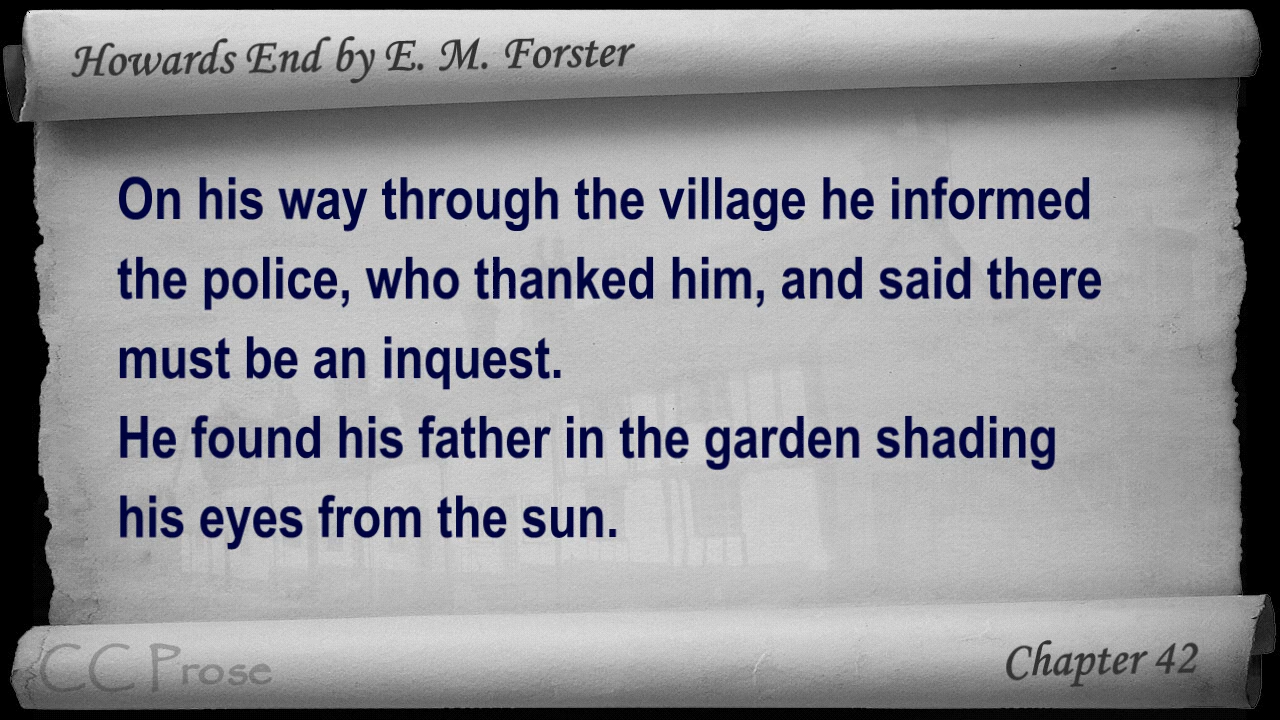 Howards End by E. M. Forster
On his way through the village he informed
the police, who thanked him, and said there
must be an inquest.
He found his father in the garden shading
his eyes from the sun.
CC Prose
Chapter 42